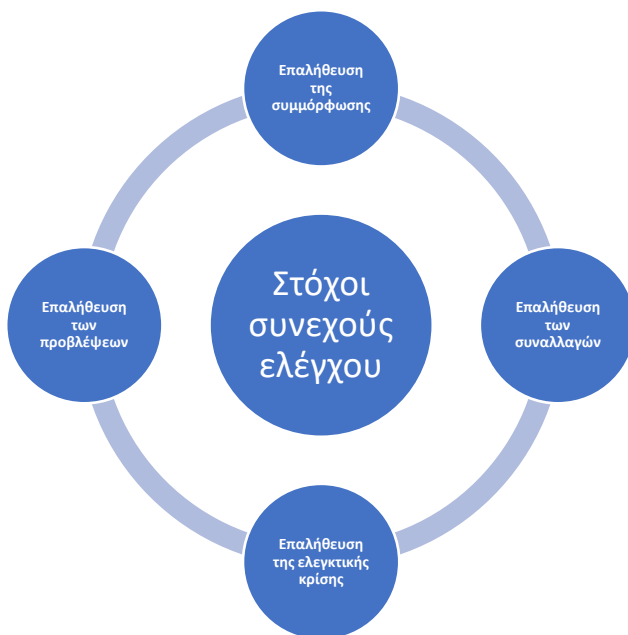 Επαλήθευση
της
συμμόρφωσης
Στόχοι
συνεχούς
ελέγχου
Επαλήθευση
των
προβλέψεων
Επαλήθευση
των
συναλλαγών
Επαλήθευση
της ελεγκτικής
κρίσης